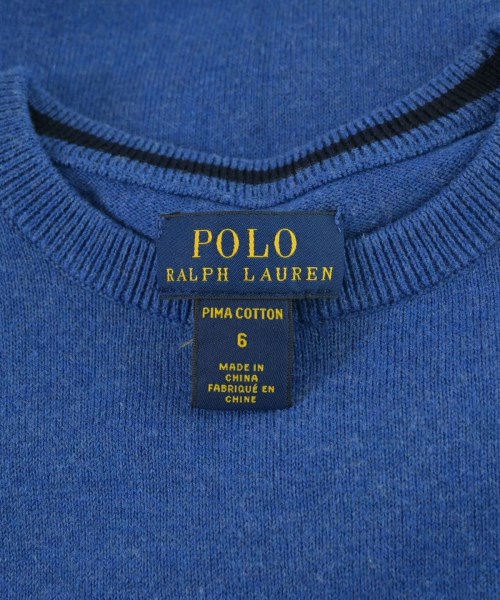 POLO
RALPH LAUREN
PIMA COTTON
6
MADE IN
CHINA
FABRIQUÉ EN
CHINE